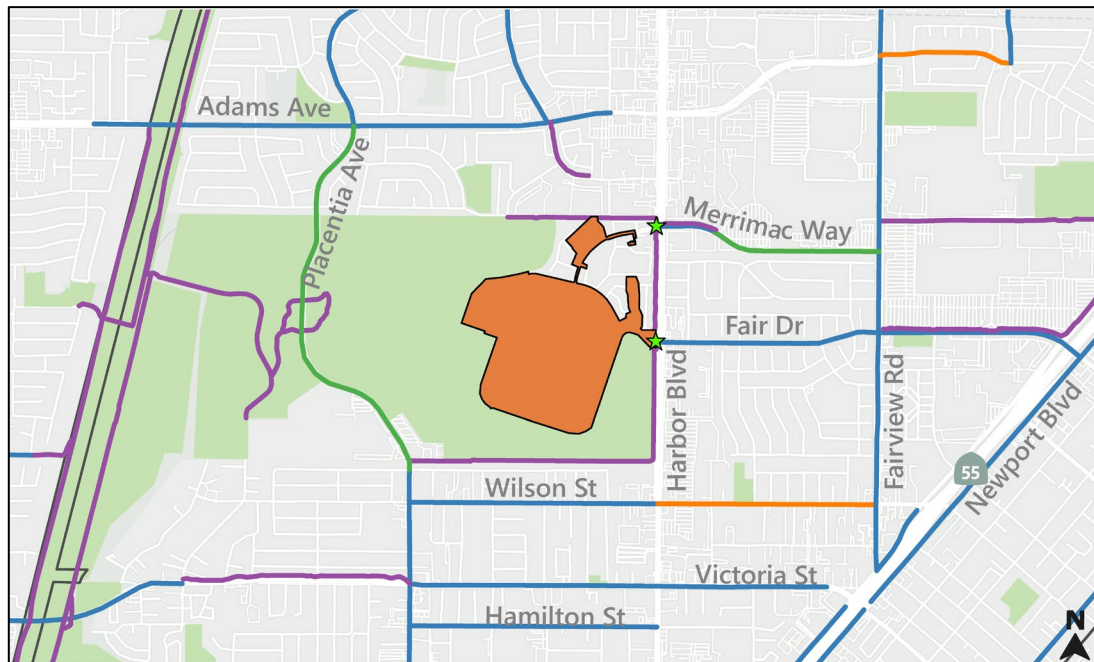 Adams Ave
Placentia Ave
Merrimac Way
Fair Dr
Harbor Blvd
Fairview Rd
Newport Blvd
55
Wilson St
Victoria St
Hamilton St
N